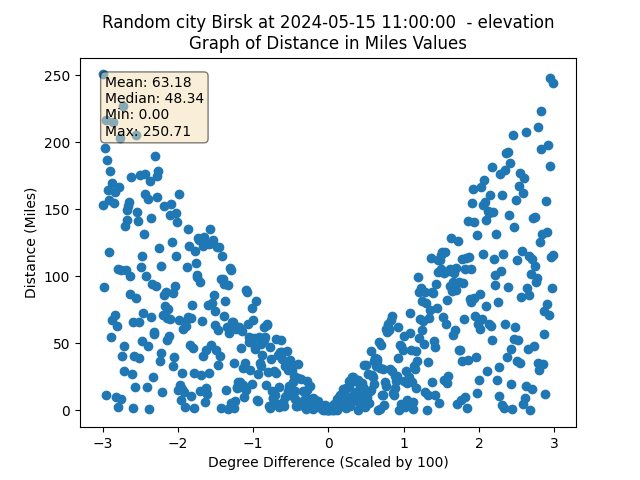 Random city Birsk at 2024-05-15 11:00:00  - elevation
Graph of Distance in Miles Values
Mean: 63.18
Median: 48.34
Min: 0.00
Max: 250.71
250
200
150
100
50
0
Distance (Miles)
−3
−2
−1
0
1
2
3
Degree Difference (Scaled by 100)